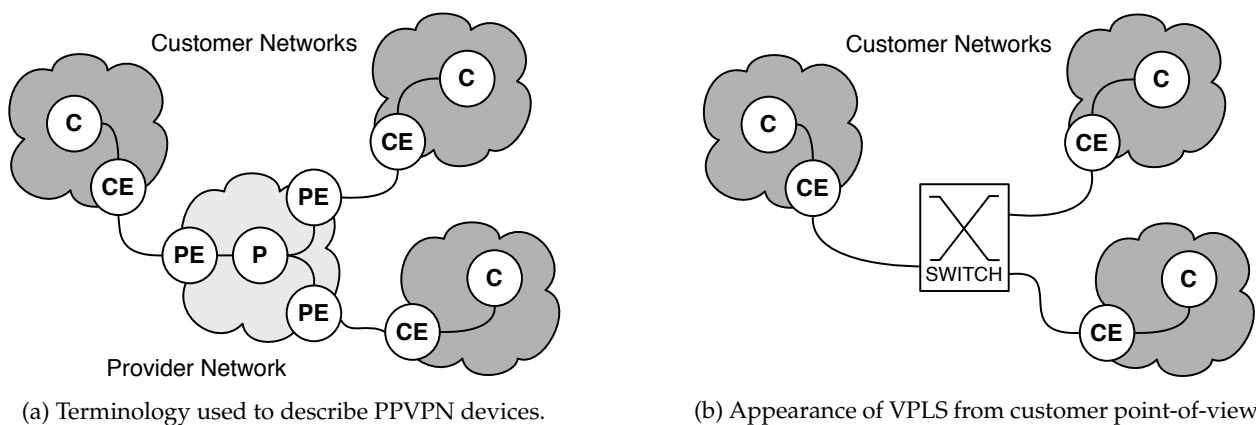 Customer Networks
C
C
CE
CE
PE
PE
P
C
PE
CE
Provider Network
(a) Terminology used to describe PPVPN devices.
Customer Networks
C
C
CE
CE
SWITCH
C
CE
(b) Appearance of VPLS from customer point-of-view